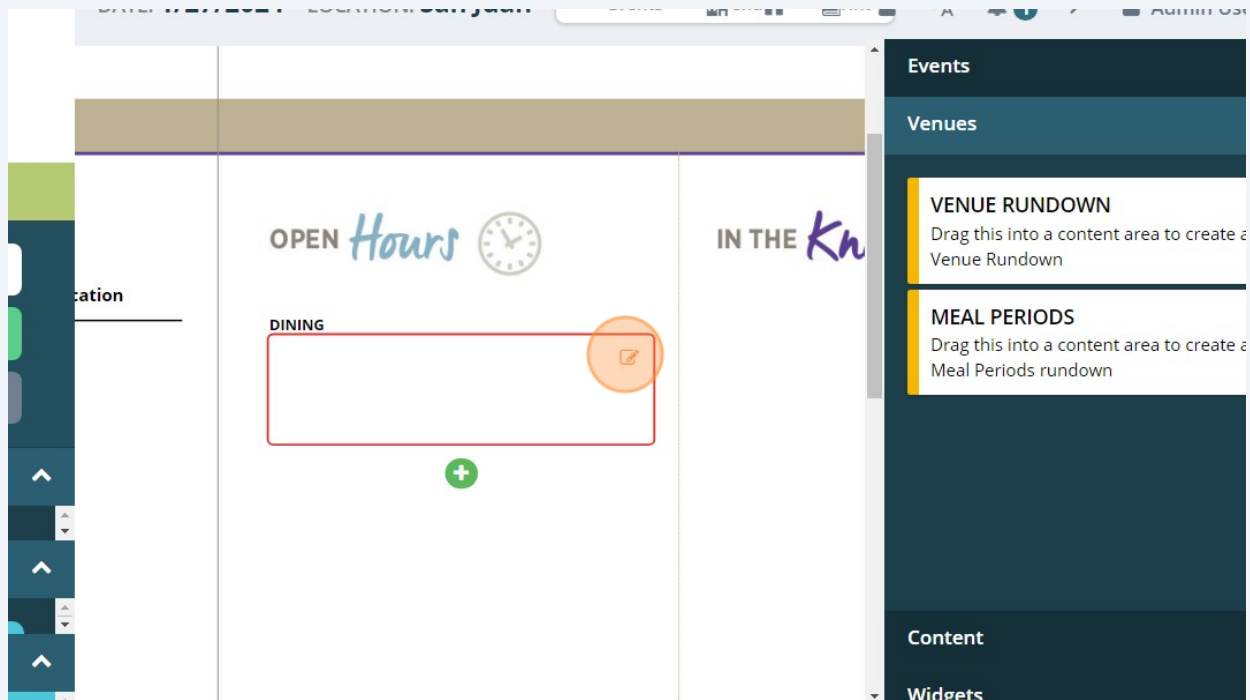 Events
Venues
VENUE RUNDOWN
Drag this into a content area to create a
Venue Rundown
MEAL PERIODS
Drag this into a content area to create a
Meal Periods rundown
Content
Widgets
OPEN Hours
IN THE
DINING